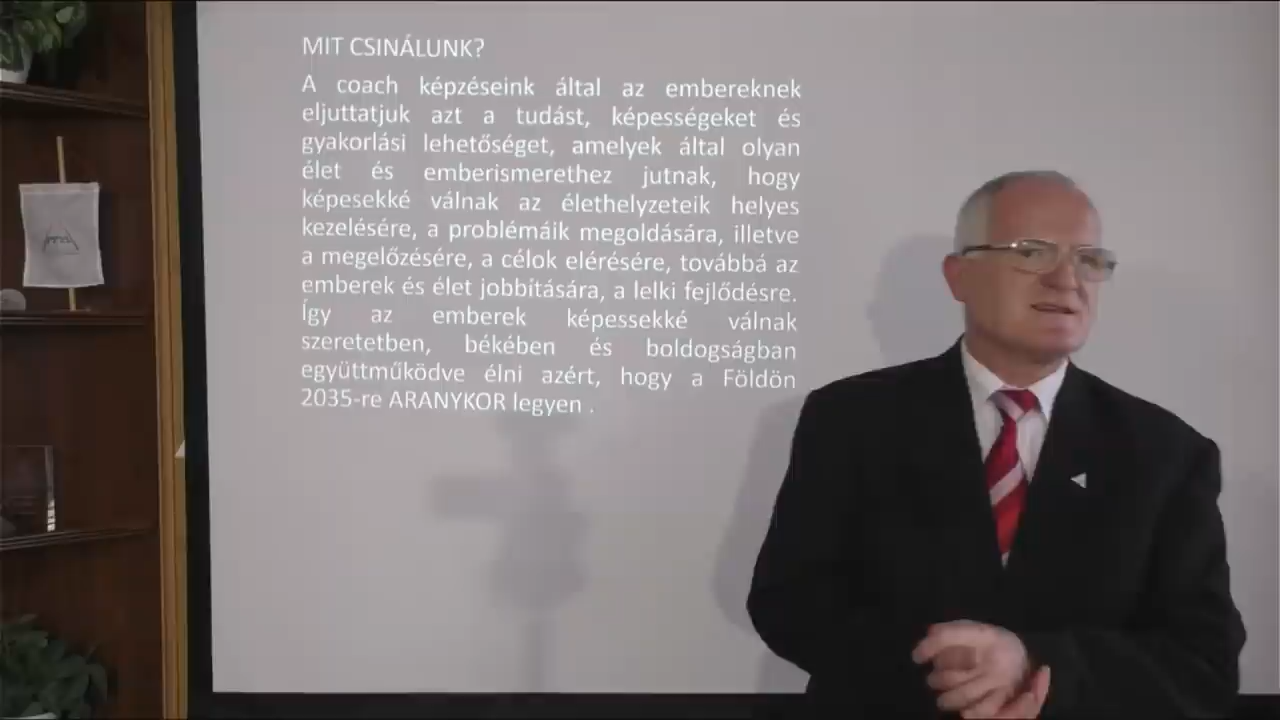 MIT CSINÁLUNK?
A coach képzéseink által az embereknek
eljuttatjuk azt a tudást, képességeket és
gyakorlási lehetőséget, amelyek által olyan
élet és emberismerethez jutnak, hogy
képesekké válnak az élethelyzeteik helyes
kezelésére, a problémáik megoldására, illetve
a megelőzésére, a célok elérésére, továbbá az
emberek és élet jobbítására, a lelki fejlődésre.
Így az emberek képessekké válnak
szeretetben, békében és boldogságban
együttműködve élni azért, hogy a Földön
2035-re ARANYKOR legyen .